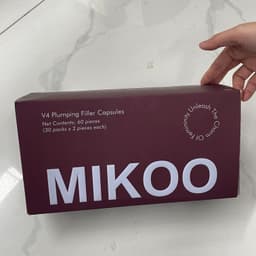 V4 Plumping Filler Capsules
Net Contents: 60 pieces
(30 packs x 2 pieces each)
Unleash The Charm Of Femininity
MIKOO